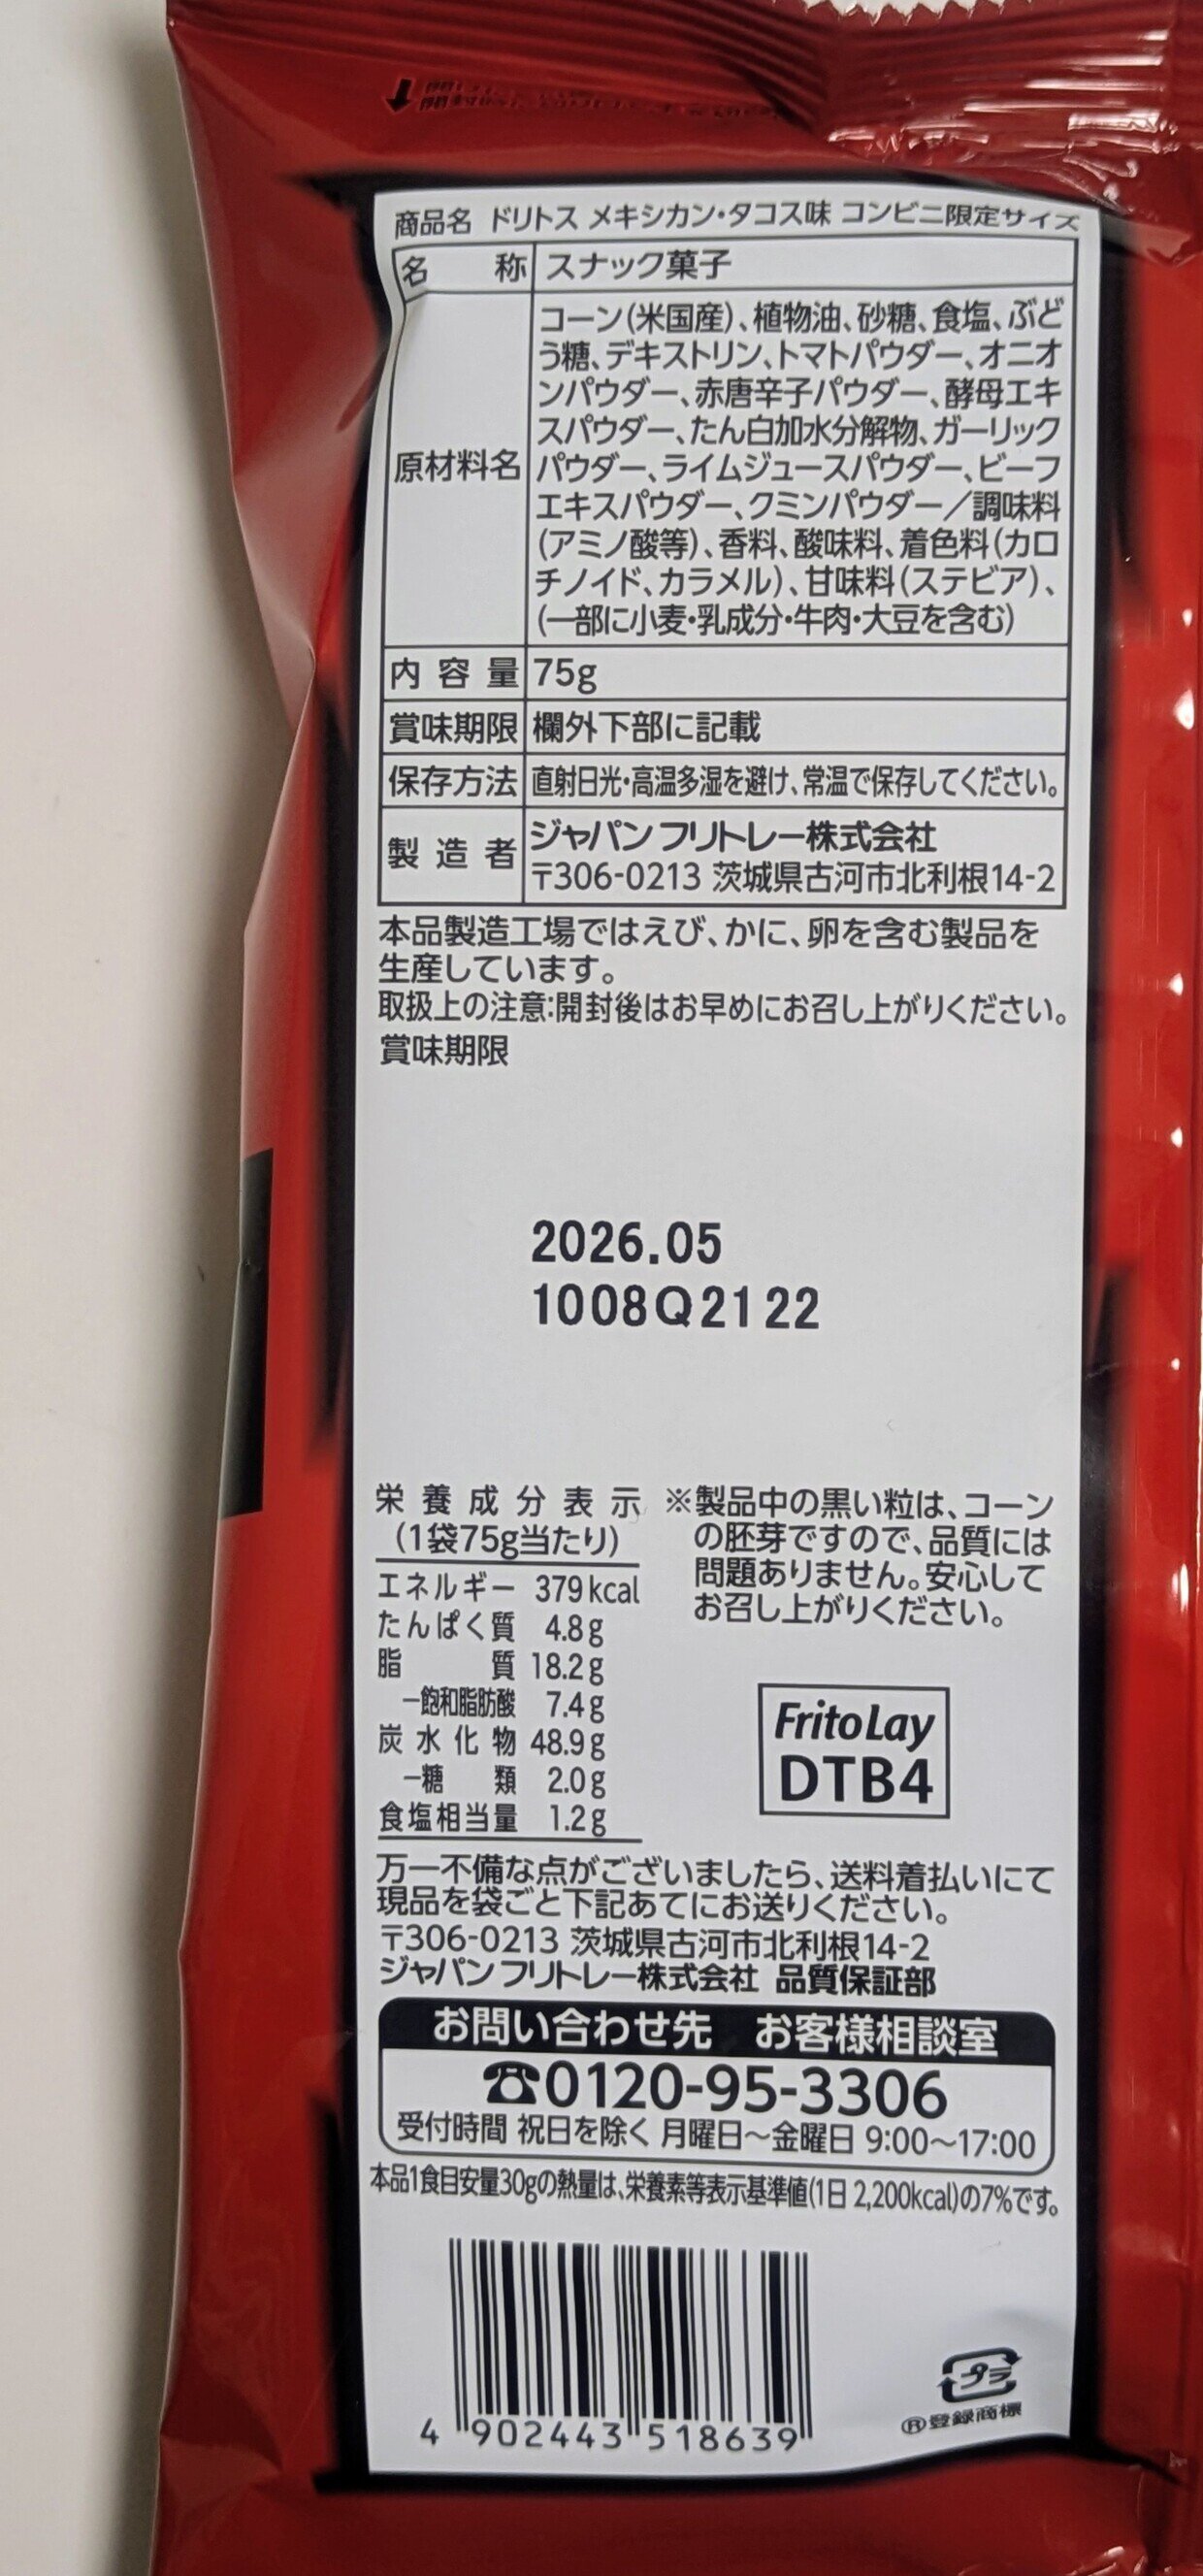 商品名 ドリトス メキシカン・タコス味 コンビニ限定サイズ
名称 スナック菓子
原材料名
コーン(米国産)、植物油、砂糖、食塩、ぶど
う糖、デキストリン、トマトパウダー、オニオ
ンパウダー、赤唐辛子パウダー、酵母エキ
スパウダー、たん白加水分解物、ガーリック
パウダー、ライムジュースパウダー、ビーフ
エキスパウダー、クミンパウダー／調味料
(アミノ酸等)、香料、酸味料、着色料(カロ
チノイド、カラメル)、甘味料(ステビア)、
(一部に小麦・乳成分・牛肉・大豆を含む)
内容量 75g
賞味期限 欄外下部に記載
保存方法 直射日光・高温多湿を避け、常温で保存してください。
製造者
ジャパン フリトレー株式会社
〒306-0213 茨城県古河市北利根14-2
本品製造工場ではえび、かに、卵を含む製品を
生産しています。
取扱上の注意:開封後はお早めにお召し上がりください。
賞味期限
2026.05
1008Q2122
栄養成分表示
(1袋75g当たり)
エネルギー 379kcal
たんぱく質 4.8g
脂質 18.2g
－飽和脂肪酸 7.4g
炭水化物 48.9g
－糖類 2.0g
食塩相当量 1.2g
※製品中の黒い粒は、コーン
の胚芽ですので、品質には
問題ありません。安心して
お召し上がりください。
FritoLay
DTB4
万一不備な点がございましたら、送料着払いにて
現品を袋ごと下記あてにお送りください。
〒306-0213 茨城県古河市北利根14-2
ジャパン フリトレー株式会社 品質保証部
お問い合わせ先 お客様相談室
☎0120-95-3306
受付時間 祝日を除く 月曜日～金曜日 9:00～17:00
本品1食目安量30gの熱量は、栄養素等表示基準値(1日 2,200kcal)の7%です。
4 902443 518639
プラ
®登録商標